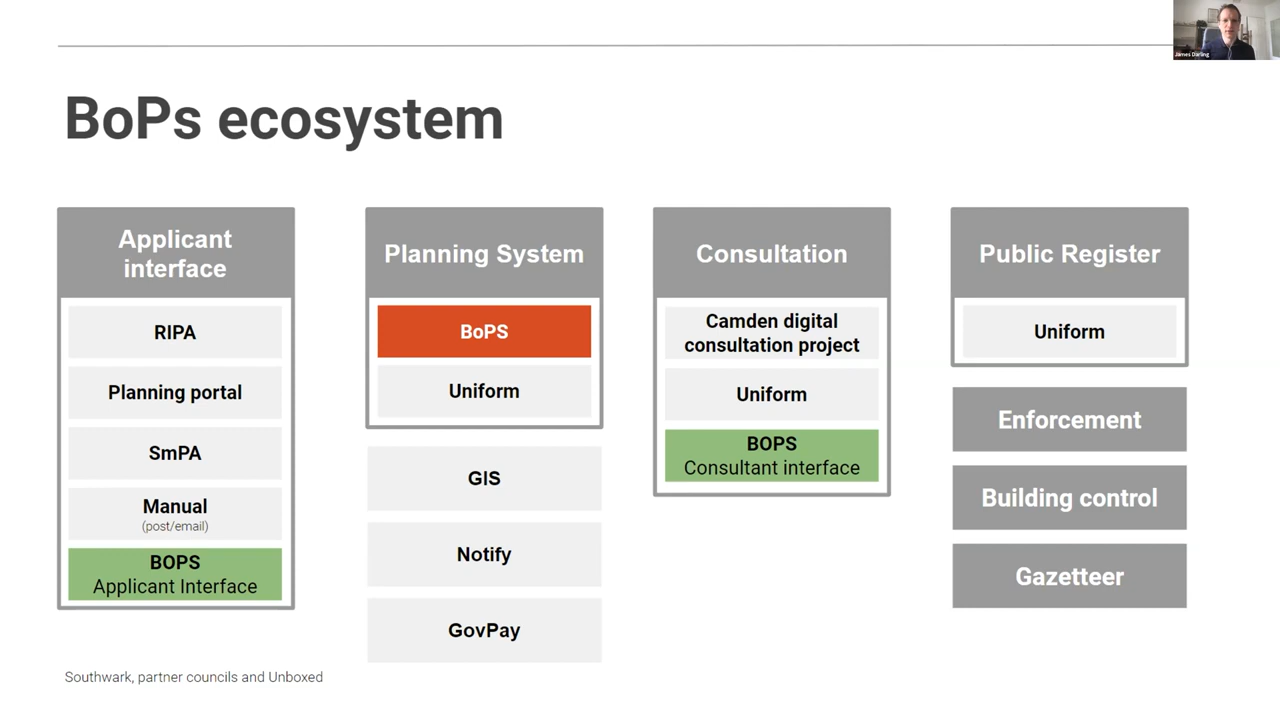 James Darling
BoPs ecosystem
Applicant
interface
RIPA
Planning portal
SmPA
Manual
(post/email)
BOPS
Applicant Interface
Planning System
BoPS
Uniform
GIS
Notify
GovPay
Consultation
Camden digital
consultation project
Uniform
BOPS
Consultant interface
Public Register
Uniform
Enforcement
Building control
Gazetteer
Southwark, partner councils and Unboxed